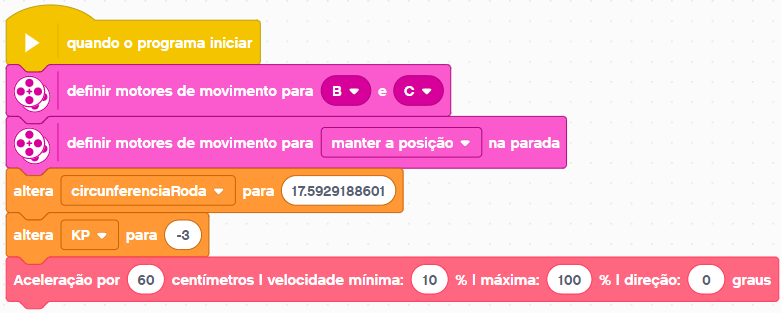 quando o programa iniciar
definir motores de movimento para B e C
definir motores de movimento para manter a posição na parada
altera circunferenciaRoda para 17.5929188601
altera KP para -3
Aceleração por 60 centímetros | velocidade mínima: 10 % | máxima: 100 % | direção: 0 graus